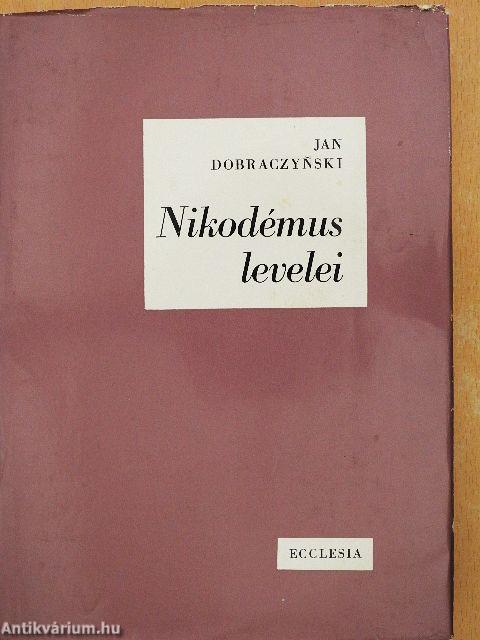 JAN
DOBRACZYŃSKI
Nikodémus
levelei
ECCLESIA
Antikvárium.hu